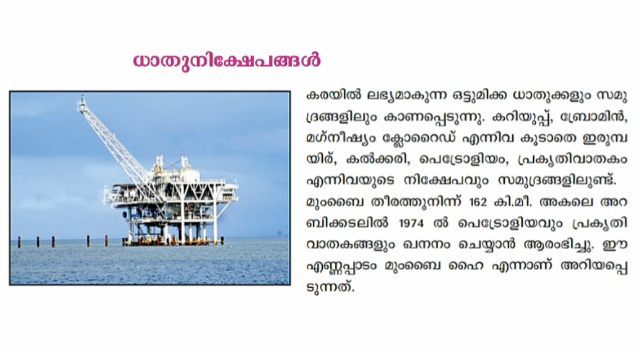 ധാതുനിക്ഷേപങ്ങൾ
കരയിൽ ലഭ്യമാകുന്ന ഒട്ടുമിക്ക ധാതുക്കളും സമു
ദ്രങ്ങളിലും കാണപ്പെടുന്നു. കറിയുപ്പ്, ബ്രോമിൻ,
മഗ്നീഷ്യം ക്ലോറൈഡ് എന്നിവ കൂടാതെ ഇരുമ്പ
യിര്, കൽക്കരി, പെട്രോളിയം, പ്രകൃതിവാതകം
എന്നിവയുടെ നിക്ഷേപവും സമുദ്രങ്ങളിലുണ്ട്.
മുംബൈ തീരത്തുനിന്ന് 162 കി.മീ. അകലെ അറ
ബിക്കടലിൽ 1974 ൽ പെട്രോളിയവും പ്രകൃതി
വാതകങ്ങളും ഖനനം ചെയ്യാൻ ആരംഭിച്ചു. ഈ
എണ്ണപ്പാടം മുംബൈ ഹൈ എന്നാണ് അറിയപ്പെ
ടുന്നത്.